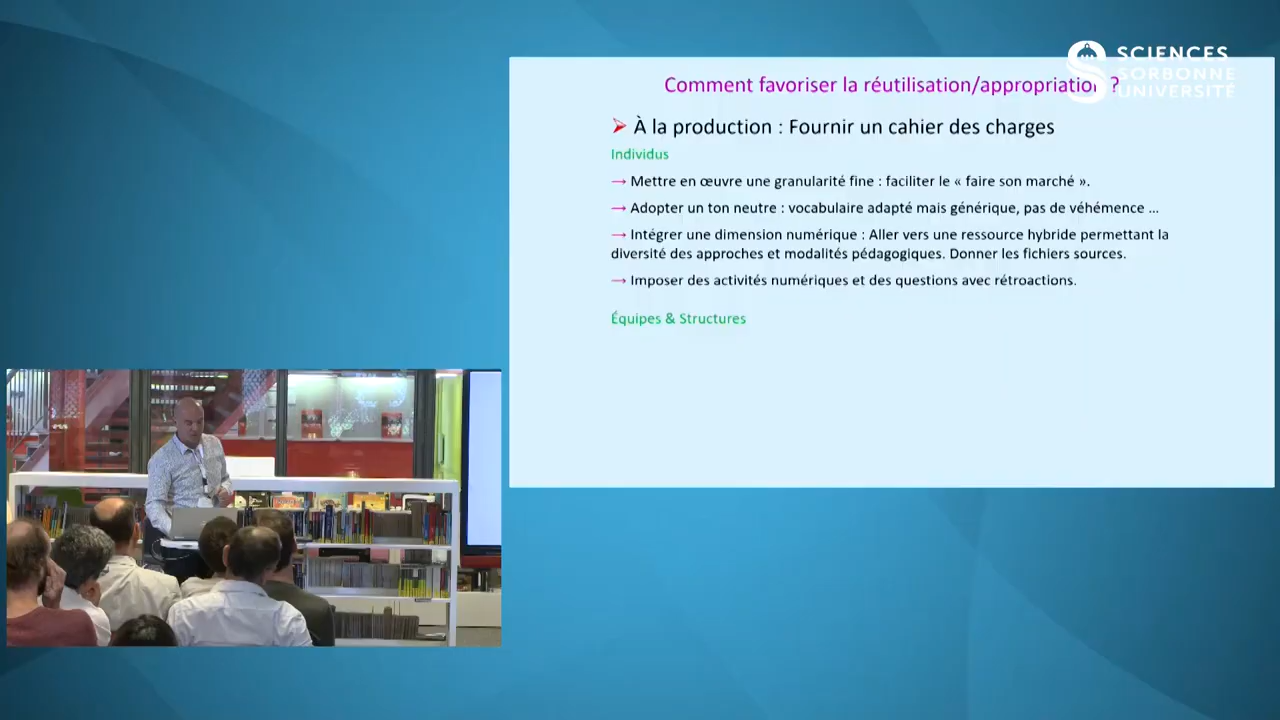 SCIENCES
SORBONNE
UNIVERSITÉ
Comment favoriser la réutilisation/appropriation ?
➢ À la production : Fournir un cahier des charges
Individus
→ Mettre en œuvre une granularité fine : faciliter le « faire son marché ».
→ Adopter un ton neutre : vocabulaire adapté mais générique, pas de véhémence ...
→ Intégrer une dimension numérique : Aller vers une ressource hybride permettant la
diversité des approches et modalités pédagogiques. Donner les fichiers sources.
→ Imposer des activités numériques et des questions avec rétroactions.
Équipes & Structures